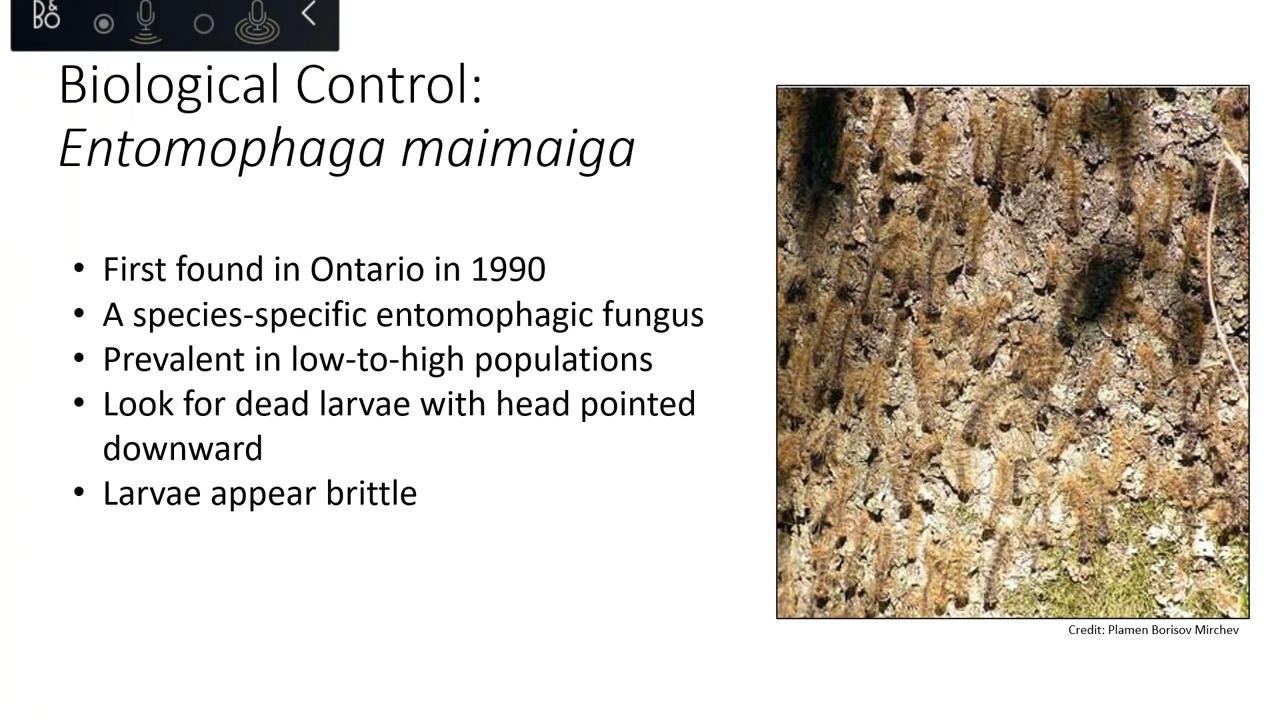 B&O
Biological Control:
Entomophaga maimaiga
• First found in Ontario in 1990
• A species-specific entomophagic fungus
• Prevalent in low-to-high populations
• Look for dead larvae with head pointed
downward
• Larvae appear brittle
Credit: Plamen Borisov Mirchev